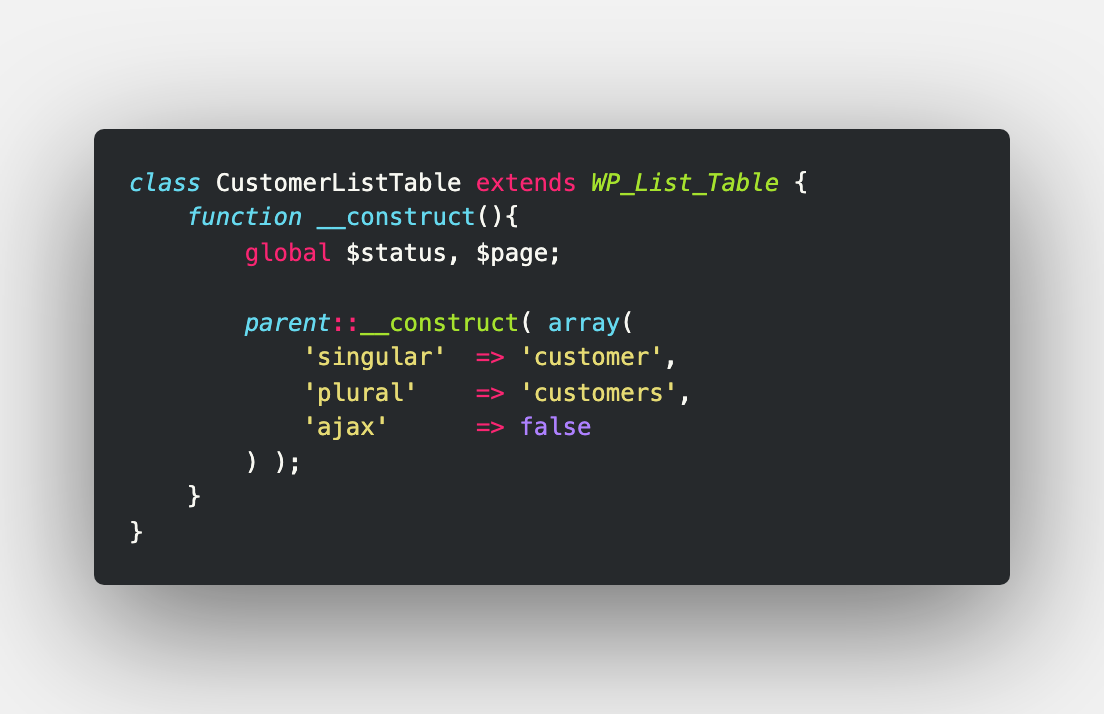 class CustomerListTable extends WP_List_Table {
    function __construct(){
        global $status, $page;

        parent::__construct( array(
            'singular'  => 'customer',
            'plural'    => 'customers',
            'ajax'      => false
        ) );
    }
}